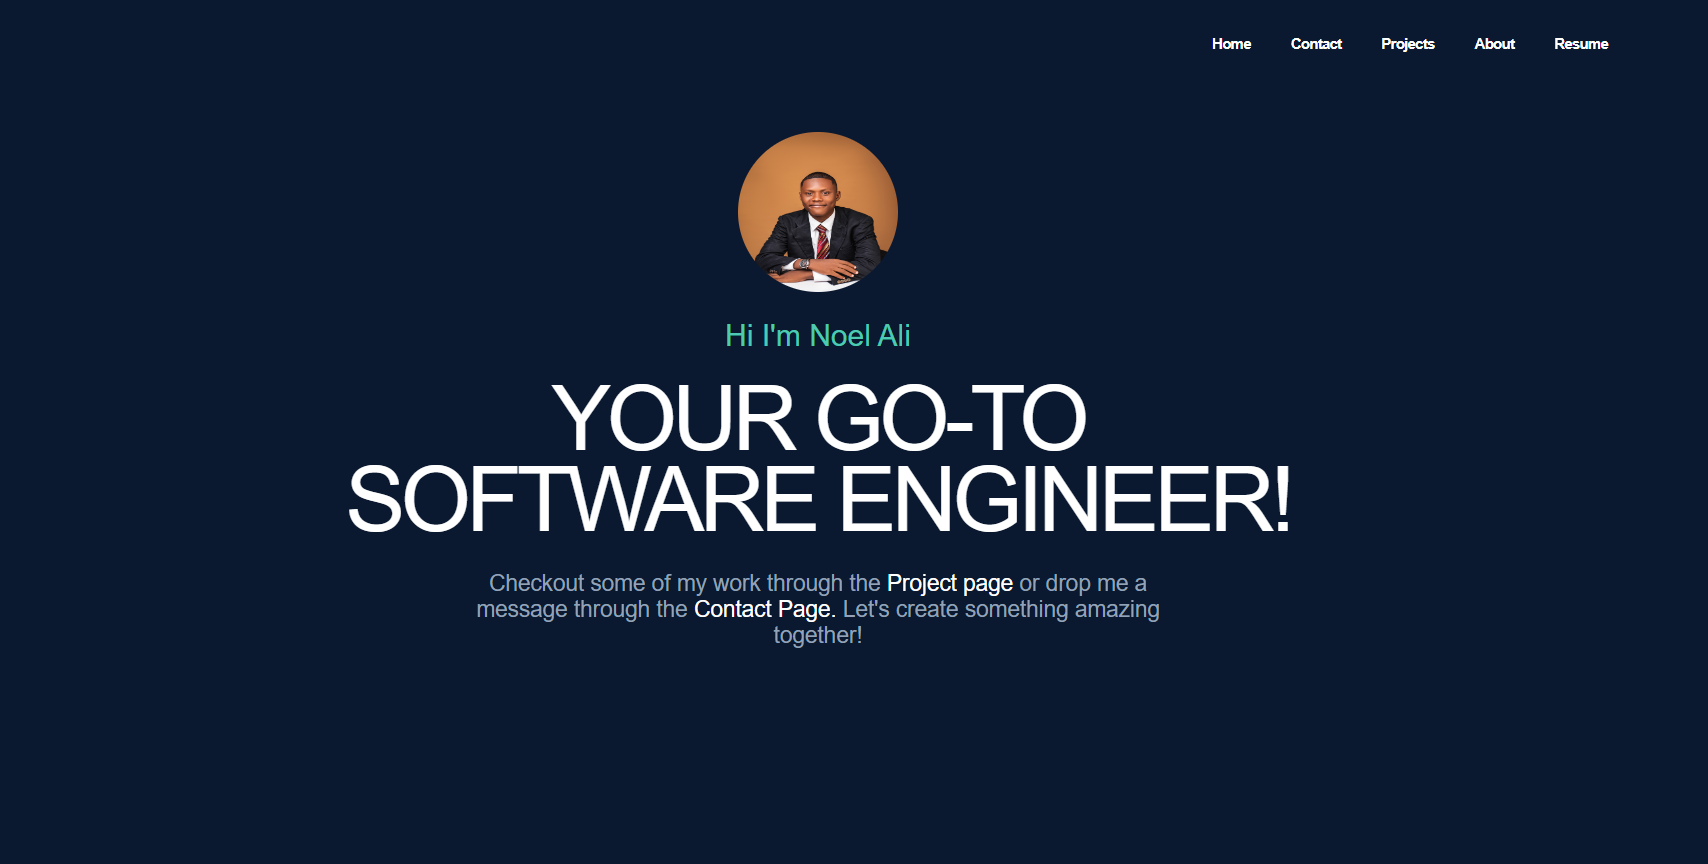 Home Contact Projects About Resume
Hi I'm Noel Ali
YOUR GO-TO
SOFTWARE ENGINEER!
Checkout some of my work through the Project page or drop me a
message through the Contact Page. Let's create something amazing
together!